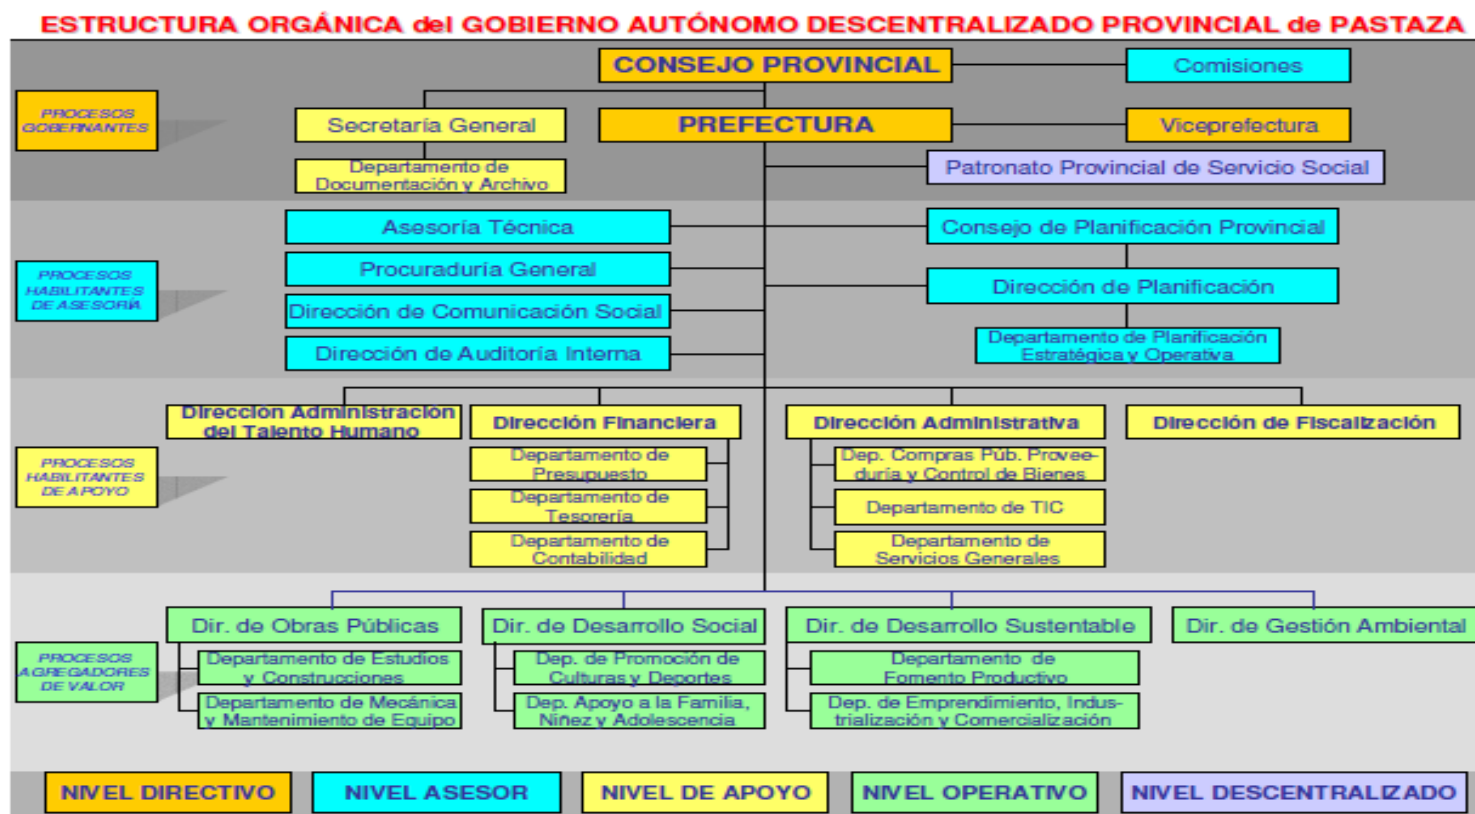 ESTRUCTURA ORGÁNICA del GOBIERNO AUTÓNOMO DESCENTRALIZADO PROVINCIAL de PASTAZA
CONSEJO PROVINCIAL
Comisiones
PROCESOS
GOBERNANTES
Secretaría General
PREFECTURA
Viceprefectura
Departamento de
Documentación y Archivo
Patronato Provincial de Servicio Social
Asesoría Técnica
Consejo de Planificación Provincial
PROCESOS
HABILITANTES
DE ASESORÍA
Procuraduría General
Dirección de Planificación
Dirección de Comunicación Social
Dirección de Auditoría Interna
Departamento de Planificación
Estratégica y Operativa
Dirección Administración
del Talento Humano
Dirección Financiera
Dirección Administrativa
Dirección de Fiscalización
PROCESOS
HABILITANTES
DE APOYO
Departamento de
Presupuesto
Dep. Compras Púb. Provee-
duría y Control de Bienes
Departamento de
Tesorería
Departamento de TIC
Departamento de
Contabilidad
Departamento de
Servicios Generales
Dir. de Obras Públicas
Dir. de Desarrollo Social
Dir. de Desarrollo Sustentable
Dir. de Gestión Ambiental
PROCESOS
AGREGADORES
DE VALOR
Departamento de Estudios
y Construcciones
Dep. de Promoción de
Culturas y Deportes
Departamento de
Fomento Productivo
Departamento de Mecánica
y Mantenimiento de Equipo
Dep. Apoyo a la Familia,
Niñez y Adolescencia
Dep. de Emprendimiento, Indus-
trialización y Comercialización
NIVEL DIRECTIVO
NIVEL ASESOR
NIVEL DE APOYO
NIVEL OPERATIVO
NIVEL DESCENTRALIZADO